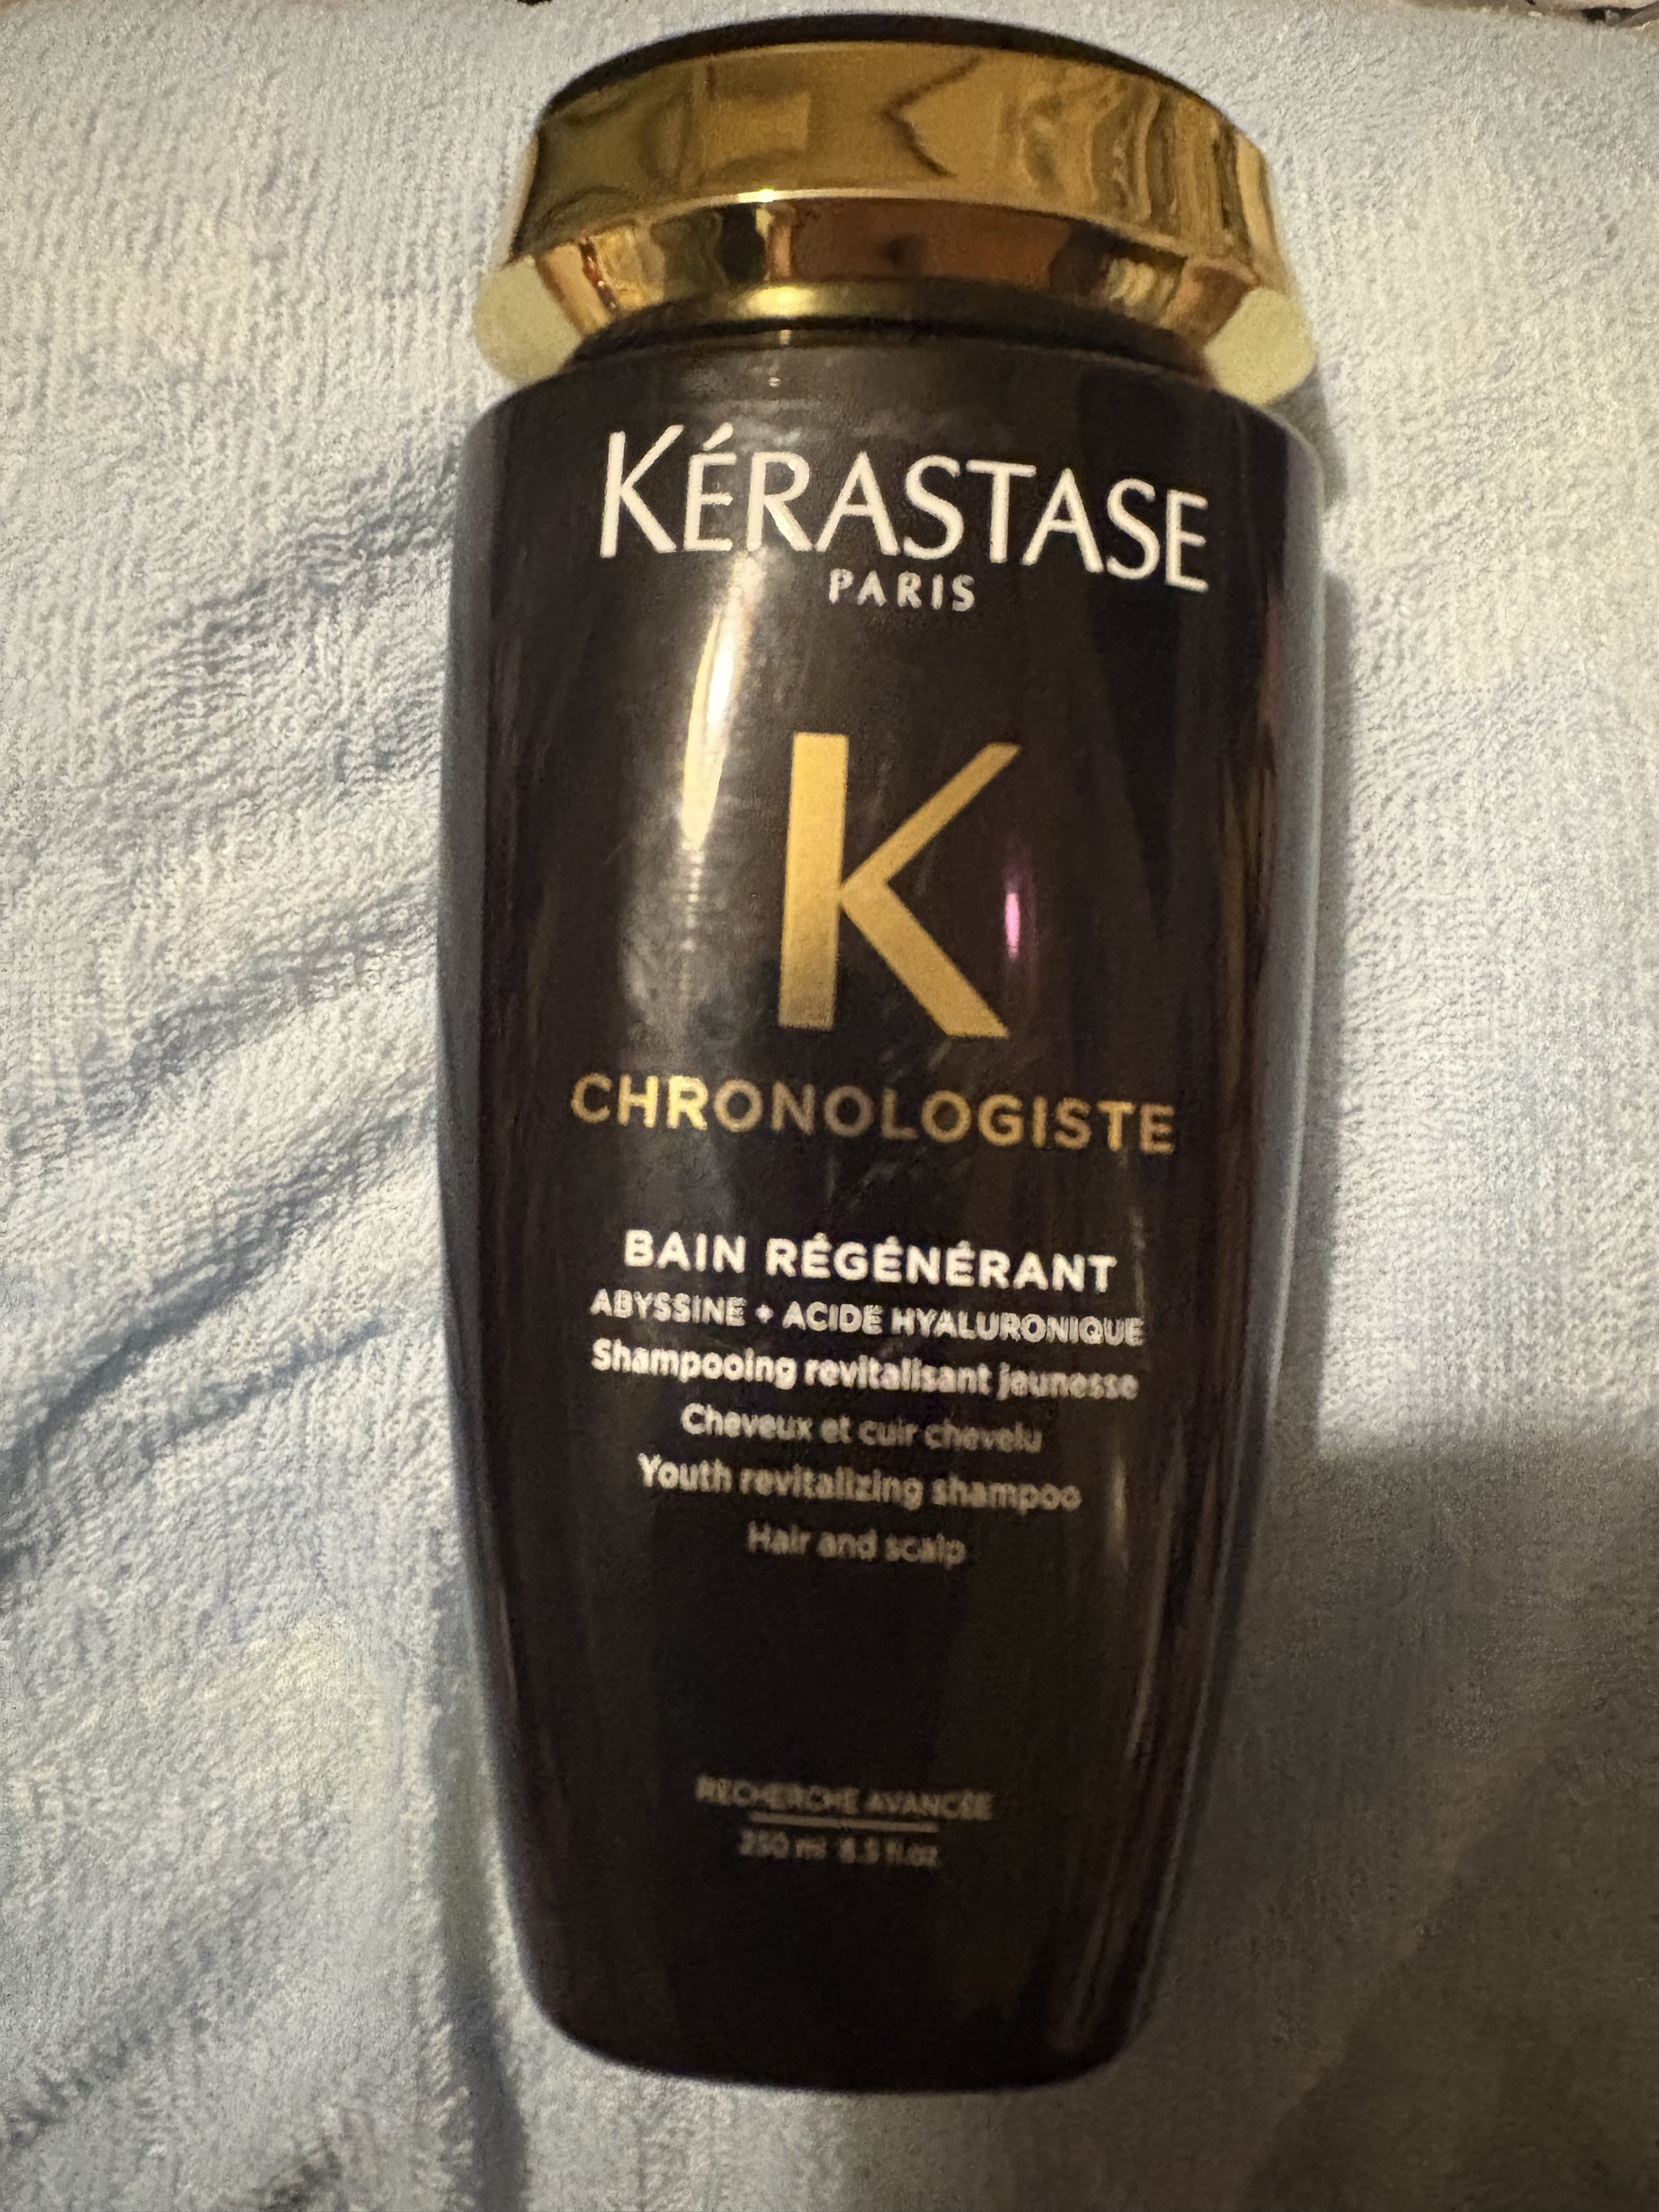 KÉRASTASE
PARIS
K
CHRONOLOGISTE
BAIN RÉGÉNÉRANT
ABYSSINE + ACIDE HYALURONIQUE
Shampooing revitalisant jeunesse
Cheveux et cuir chevelu
Youth revitalizing shampoo
Hair and scalp
RECHERCHE AVANCÉE
250 ml 8.5 fl.oz.